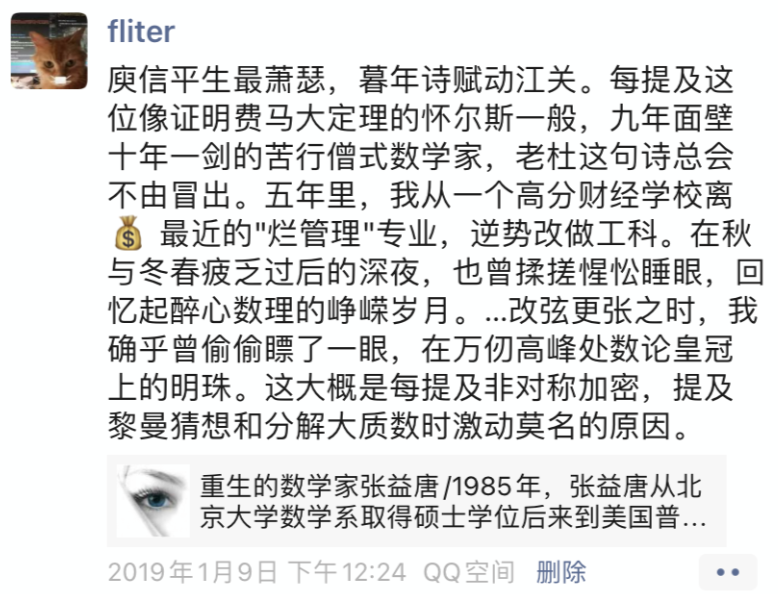 fliter
庾信平生最萧瑟，暮年诗赋动江关。每提及这
位像证明费马大定理的怀尔斯一般，九年面壁
十年一剑的苦行僧式数学家，老杜这句诗总会
不由冒出。五年里，我从一个高分财经学校离
💰 最近的"烂管理"专业，逆势改做工科。在秋
与冬春疲乏过后的深夜，也曾揉搓惺忪睡眼，回
忆起醉心数理的峥嵘岁月。...改弦更张之时，我
确乎曾偷偷瞟了一眼，在万仞高峰处数论皇冠
上的明珠。这大概是每提及非对称加密，提及
黎曼猜想和分解大质数时激动莫名的原因。
重生的数学家张益唐/1985年，张益唐从北
京大学数学系取得硕士学位后来到美国普...
2019年1月9日 下午12:24 QQ空间 删除